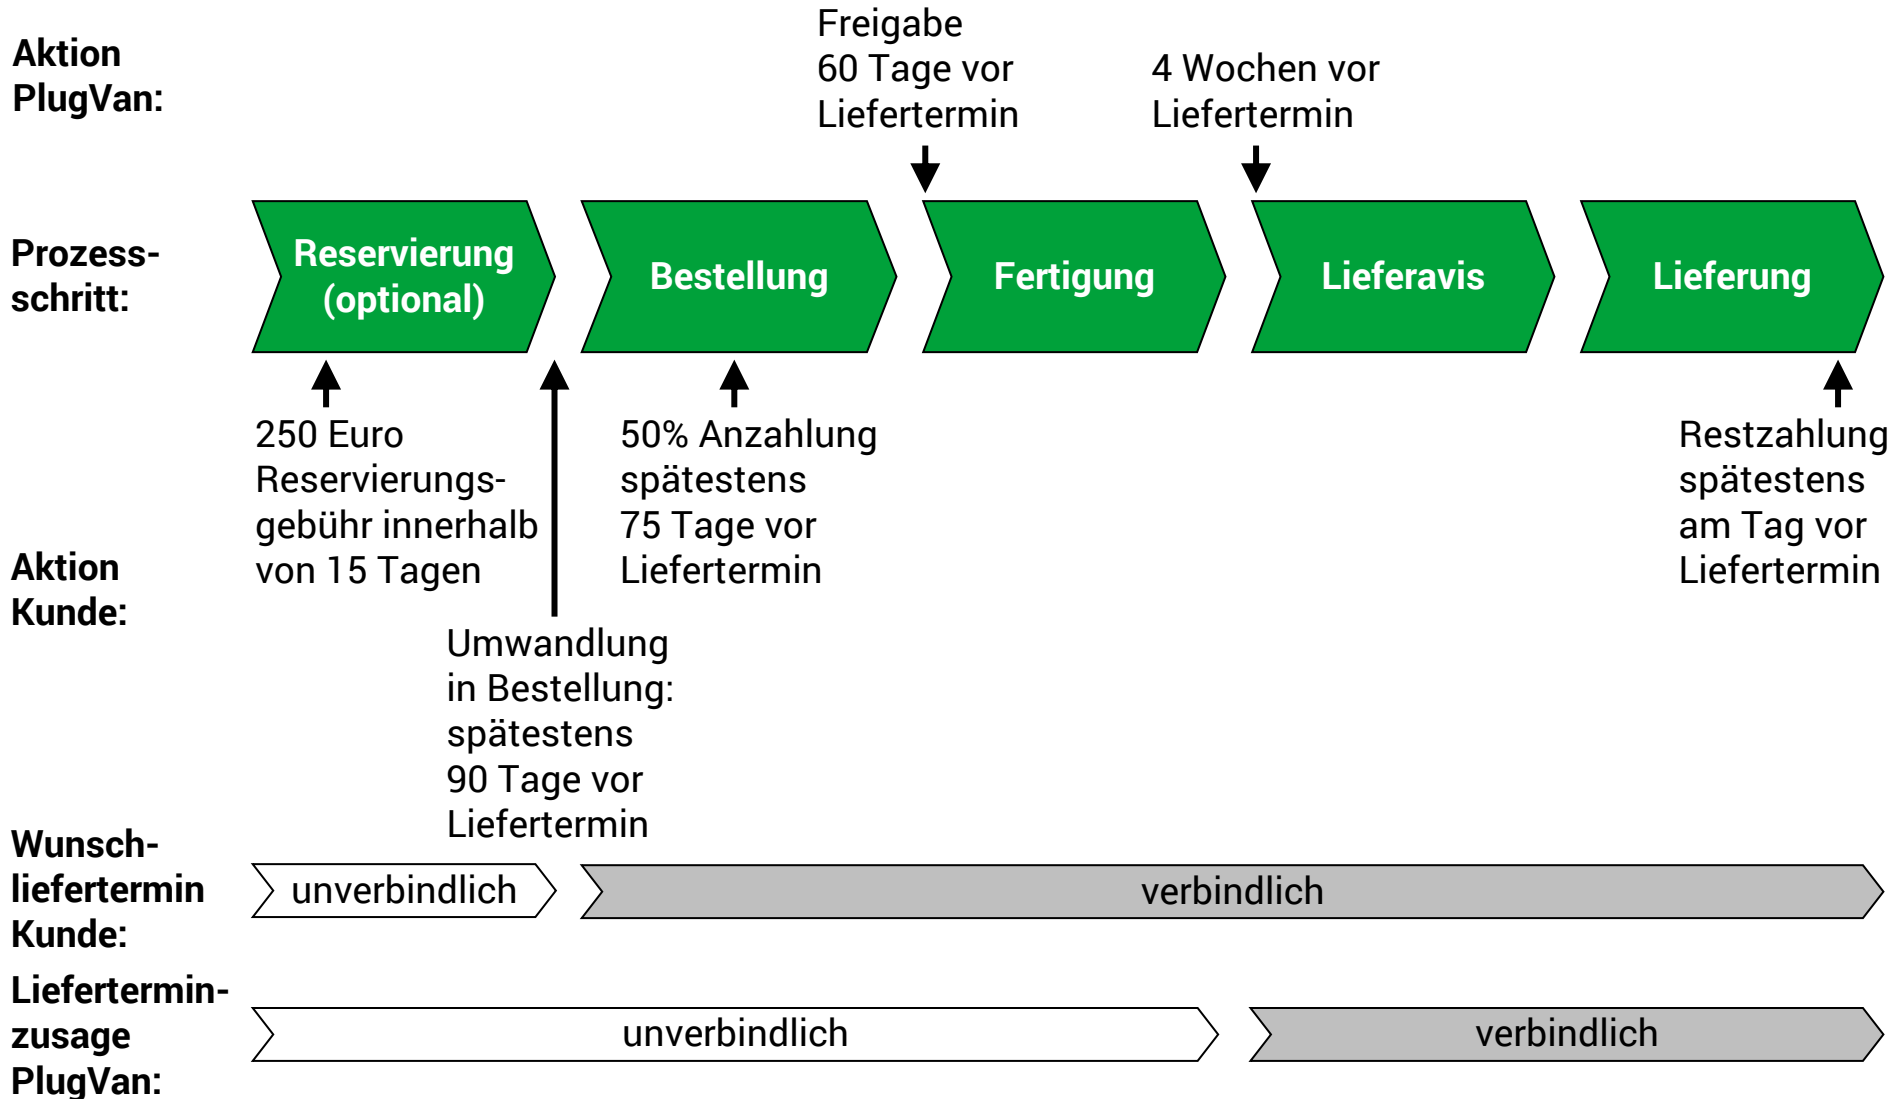 Aktion
PlugVan:
Freigabe
60 Tage vor
Liefertermin
4 Wochen vor
Liefertermin
Prozess-
schritt:
Reservierung
(optional)
Bestellung
Fertigung
Lieferavis
Lieferung
Aktion
Kunde:
250 Euro
Reservierungs-
gebühr innerhalb
von 15 Tagen
Umwandlung
in Bestellung:
spätestens
90 Tage vor
Liefertermin
50% Anzahlung
spätestens
75 Tage vor
Liefertermin
Restzahlung
spätestens
am Tag vor
Liefertermin
Wunsch-
liefertermin
Kunde:
unverbindlich
verbindlich
Liefertermin-
zusage
PlugVan:
unverbindlich
verbindlich